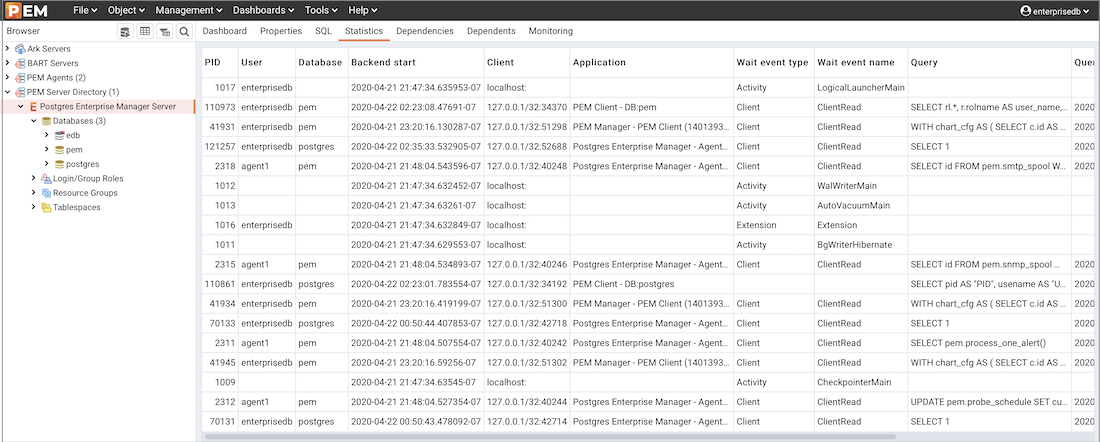 PEM File Object Management Dashboards Tools Help enterprisedb
Browser Dashboard Properties SQL Statistics Dependencies Dependents Monitoring
Ark Servers
BART Servers
PEM Agents (2)
PEM Server Directory (1)
Postgres Enterprise Manager Server
Databases (3)
edb
pem
postgres
Login/Group Roles
Resource Groups
Tablespaces
PID User Database Backend start Client Application Wait event type Wait event name Query Quer
1017 enterprisedb 2020-04-21 21:47:34.635953-07 localhost: Activity LogicalLauncherMain
110973 enterprisedb pem 2020-04-22 02:23:08.47691-07 127.0.0.1/32:34370 PEM Client - DB:pem Client ClientRead SELECT rl.*, r.rolname AS user_name,... 2020
41931 enterprisedb pem 2020-04-21 23:20:16.130287-07 127.0.0.1/32:51298 PEM Manager - PEM Client (1401393... Client ClientRead WITH chart_cfg AS ( SELECT c.id AS ... 2020
121257 enterprisedb postgres 2020-04-22 02:35:33.532905-07 127.0.0.1/32:52688 Postgres Enterprise Manager - Agent... Client ClientRead SELECT 1 2020
2318 agent1 pem 2020-04-21 21:48:04.543596-07 127.0.0.1/32:40248 Postgres Enterprise Manager - Agent... Client ClientRead SELECT id FROM pem.smtp_spool W... 2020
1012 2020-04-21 21:47:34.632452-07 localhost: Activity WalWriterMain
1013 2020-04-21 21:47:34.63261-07 localhost: Activity AutoVacuumMain
1016 enterprisedb 2020-04-21 21:47:34.632849-07 localhost: Extension Extension
1011 2020-04-21 21:47:34.629553-07 localhost: Activity BgWriterHibernate
2315 agent1 pem 2020-04-21 21:48:04.534893-07 127.0.0.1/32:40246 Postgres Enterprise Manager - Agent... Client ClientRead SELECT id FROM pem.snmp_spool ... 2020
110861 enterprisedb postgres 2020-04-22 02:23:01.783554-07 127.0.0.1/32:34192 PEM Client - DB:postgres SELECT pid AS "PID", usename AS "U... 2020
41934 enterprisedb pem 2020-04-21 23:20:16.419199-07 127.0.0.1/32:51300 PEM Manager - PEM Client (1401393... Client ClientRead WITH chart_cfg AS ( SELECT c.id AS ... 2020
70133 enterprisedb postgres 2020-04-22 00:50:44.407853-07 127.0.0.1/32:42718 Postgres Enterprise Manager - Agent... Client ClientRead SELECT 1 2020
2311 agent1 pem 2020-04-21 21:48:04.507554-07 127.0.0.1/32:40242 Postgres Enterprise Manager - Agent... Client ClientRead SELECT pem.process_one_alert() 2020
41945 enterprisedb pem 2020-04-21 23:20:16.59256-07 127.0.0.1/32:51302 PEM Manager - PEM Client (1401393... Client ClientRead WITH chart_cfg AS ( SELECT c.id AS ... 2020
1009 2020-04-21 21:47:34.63545-07 localhost: Activity CheckpointerMain
2312 agent1 pem 2020-04-21 21:48:04.527354-07 127.0.0.1/32:40244 Postgres Enterprise Manager - Agent... Client ClientRead UPDATE pem.probe_schedule SET cu... 2020
70131 enterprisedb postgres 2020-04-22 00:50:43.478092-07 127.0.0.1/32:42714 Postgres Enterprise Manager - Agent... Client ClientRead SELECT 1 2020